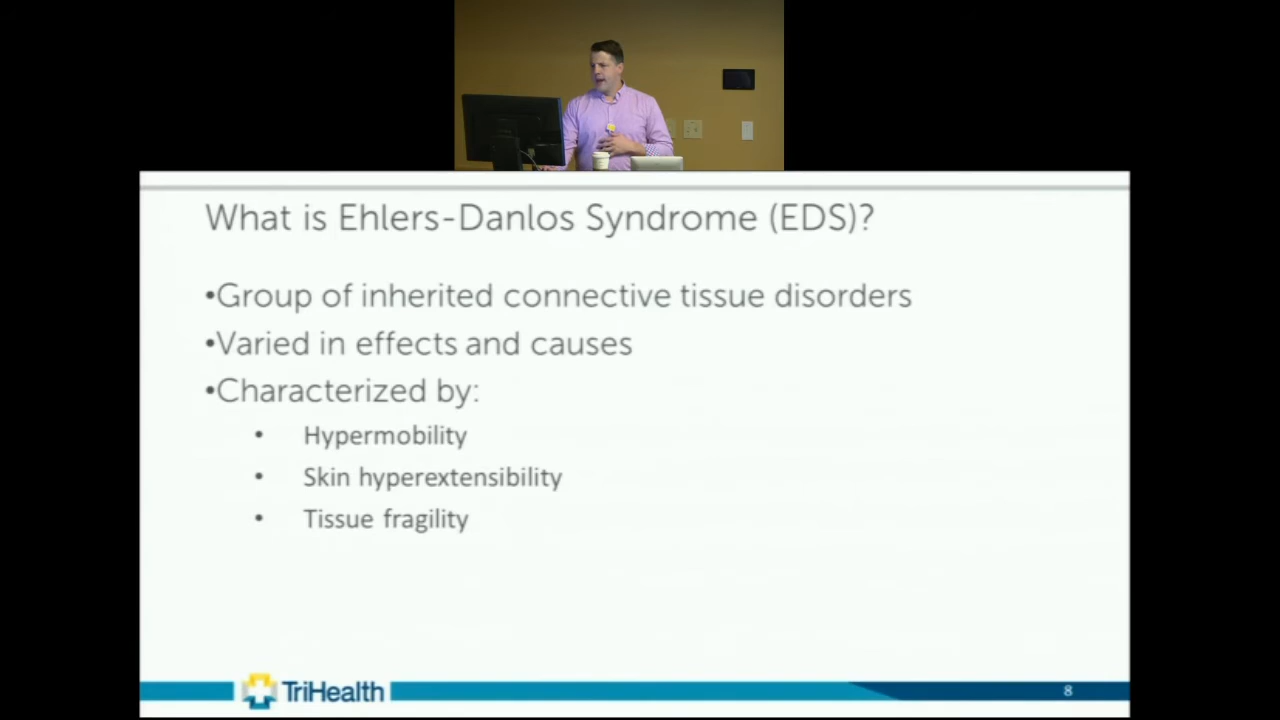 What is Ehlers-Danlos Syndrome (EDS)?
•Group of inherited connective tissue disorders
•Varied in effects and causes
•Characterized by:
• Hypermobility
• Skin hyperextensibility
• Tissue fragility
TriHealth
8